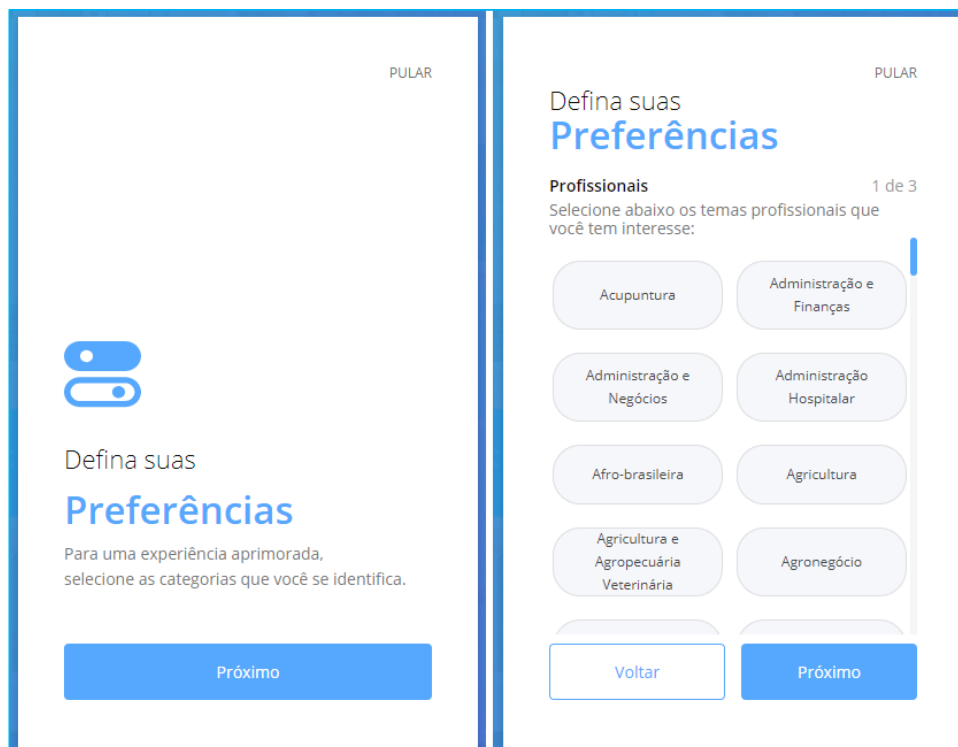 PULAR
Defina suas
Preferências
Para uma experiência aprimorada,
selecione as categorias que você se identifica.
Próximo
PULAR
Defina suas
Preferências
Profissionais
1 de 3
Selecione abaixo os temas profissionais que
você tem interesse:
Acupuntura
Administração e
Finanças
Administração e
Negócios
Administração
Hospitalar
Afro-brasileira
Agricultura
Agricultura e
Agropecuária
Veterinária
Agronegócio
Voltar
Próximo